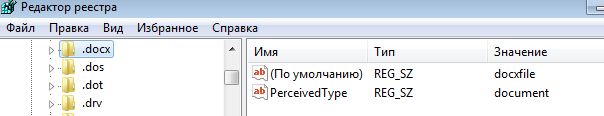 Редактор реестра
Файл Правка Вид Избранное Справка
.docx
.dos
.dot
.drv
Имя Тип Значение
(По умолчанию) REG_SZ docxfile
PerceivedType REG_SZ document